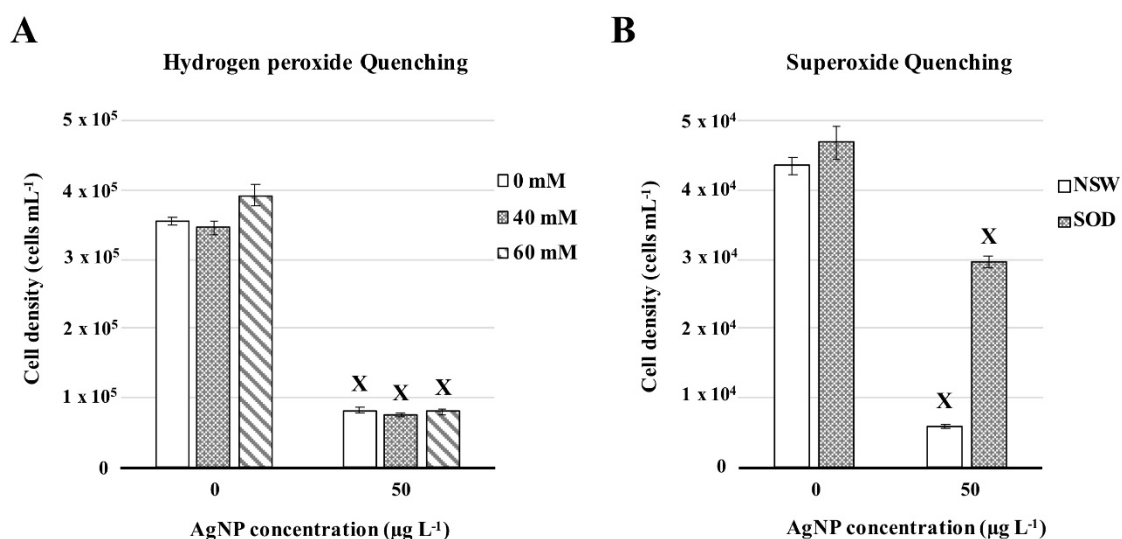 A
Hydrogen peroxide Quenching
Cell density (cells mL⁻¹)
5 x 10⁵
4 x 10⁵
3 x 10⁵
2 x 10⁵
1 x 10⁵
0
X X X
0 50
AgNP concentration (µg L⁻¹)
0 mM
40 mM
60 mM
B
Superoxide Quenching
Cell density (cells mL⁻¹)
5 x 10⁴
4 x 10⁴
3 x 10⁴
2 x 10⁴
1 x 10⁴
0
X
X
0 50
AgNP concentration (µg L⁻¹)
NSW
SOD